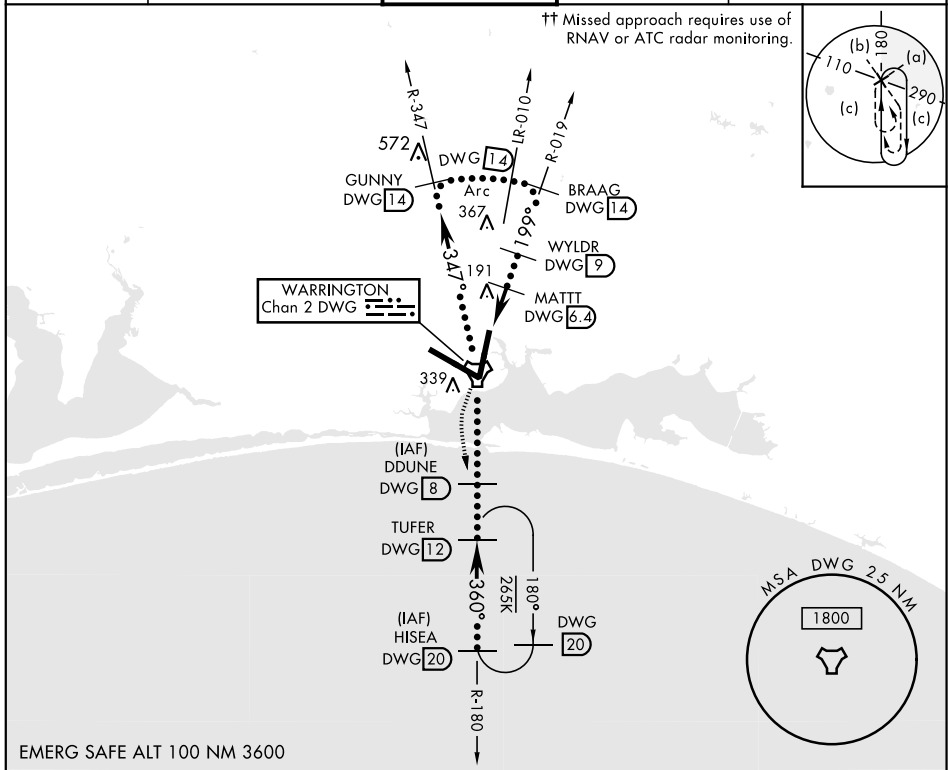 †† Missed approach requires use of
RNAV or ATC radar monitoring.
180
(b)
(a)
110
290
(c)
(c)
R-347
LR-010
R-019
572
DWG 14
GUNNY
DWG 14
Arc
BRAAG
DWG 14
367
199°
347°
WYLDR
DWG 9
191
MATTT
DWG 6.4
WARRINGTON
Chan 2 DWG
339
(IAF)
DDUNE
DWG 8
TUFER
DWG 12
360°
265K
180°
(IAF)
HISEA
DWG 20
DWG
20
R-180
MSA DWG 25 NM
1800
EMERG SAFE ALT 100 NM 3600